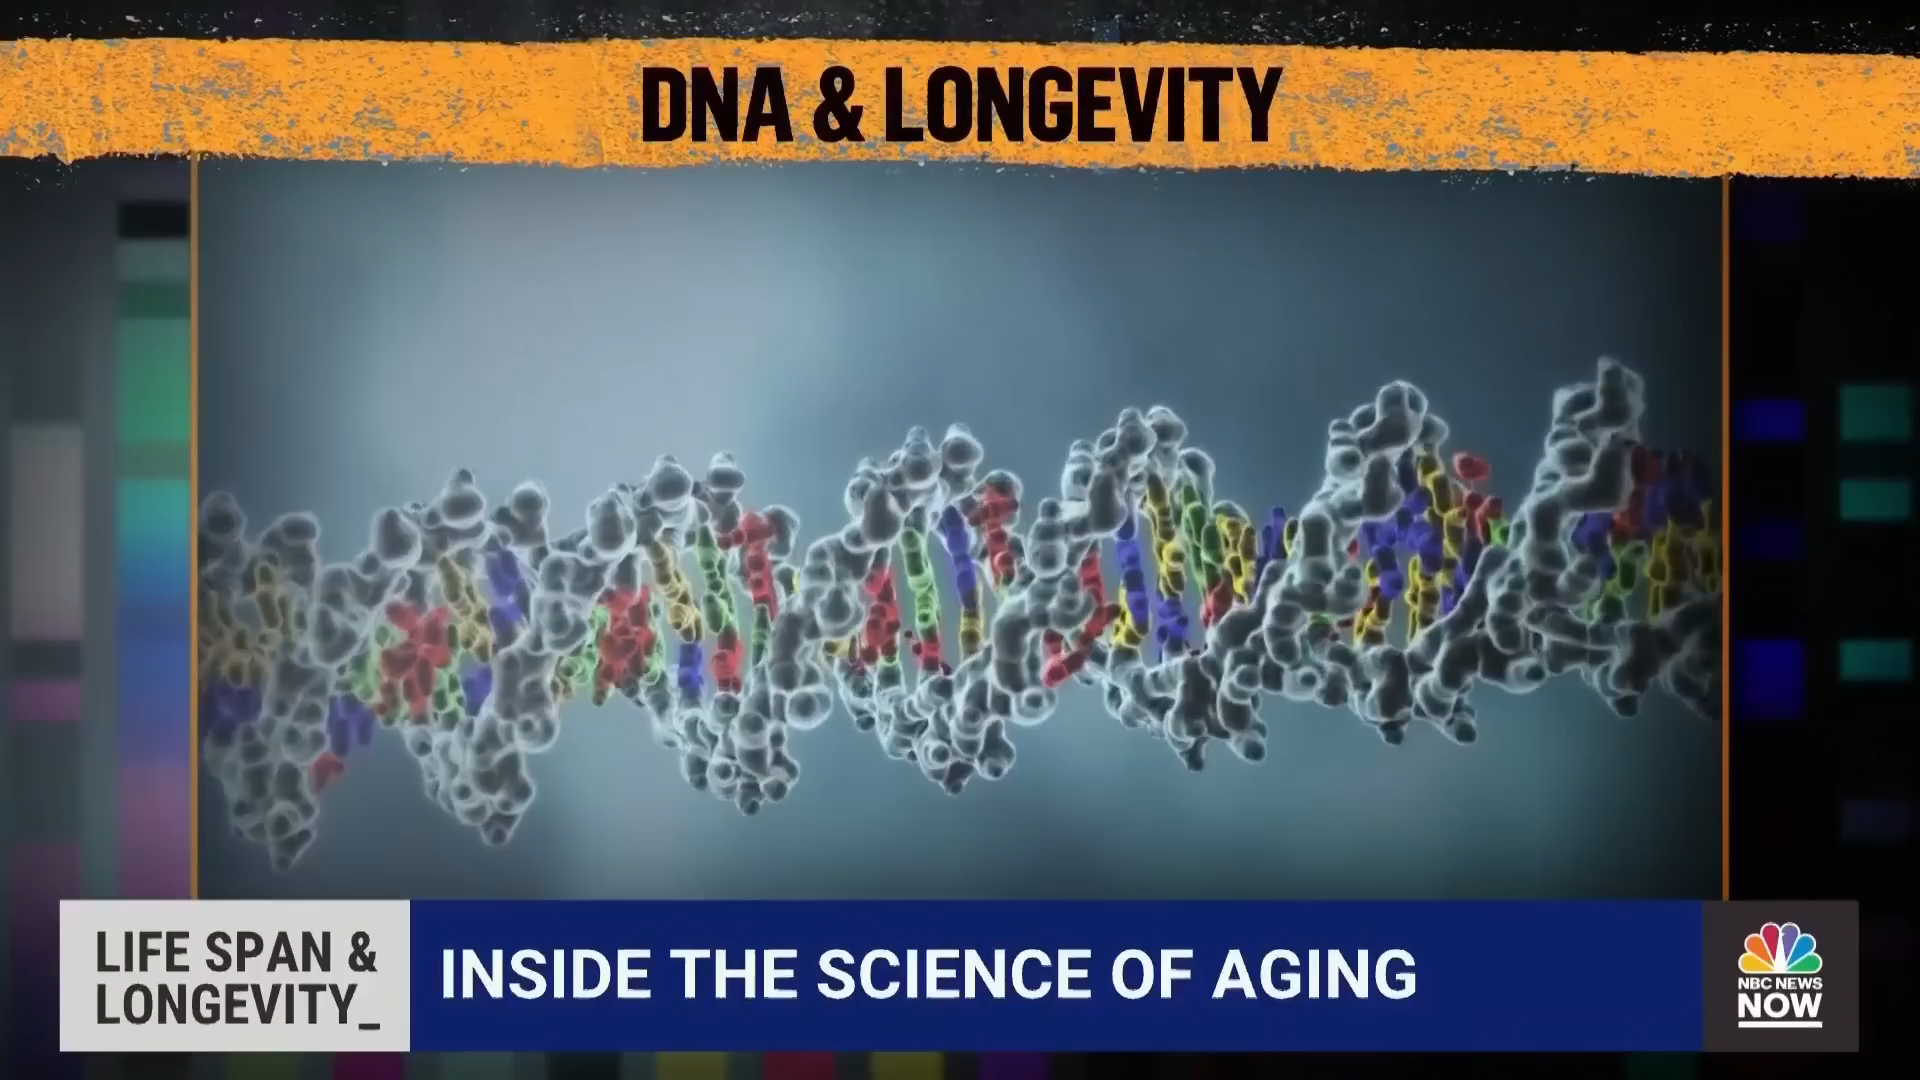 DNA & LONGEVITY
LIFE SPAN &
LONGEVITY_
INSIDE THE SCIENCE OF AGING
NBC NEWS
NOW